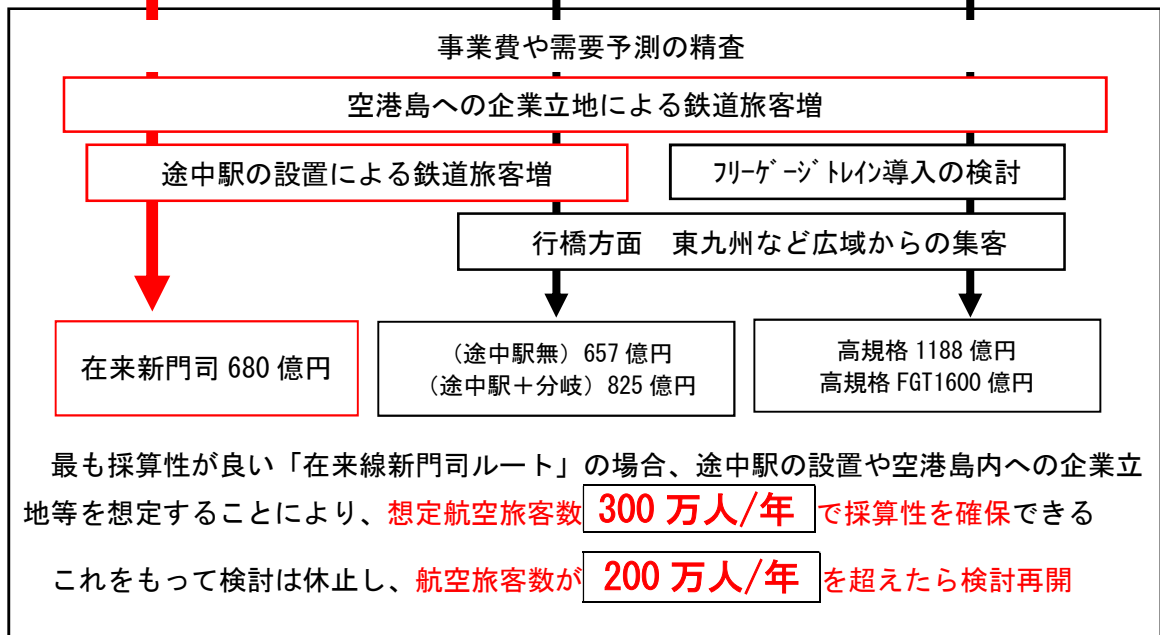 事業費や需要予測の精査
空港島への企業立地による鉄道旅客増
途中駅の設置による鉄道旅客増
ﾌﾘｰｹﾞｰｼﾞﾄﾚｲﾝ導入の検討
行橋方面　東九州など広域からの集客
在来新門司 680 億円
（途中駅無）657 億円
（途中駅＋分岐）825 億円
高規格 1188 億円
高規格 FGT1600 億円
最も採算性が良い「在来線新門司ルート」の場合、途中駅の設置や空港島内への企業立
地等を想定することにより、想定航空旅客数 300 万人/年 で採算性を確保できる
これをもって検討は休止し、航空旅客数が 200 万人/年 を超えたら検討再開